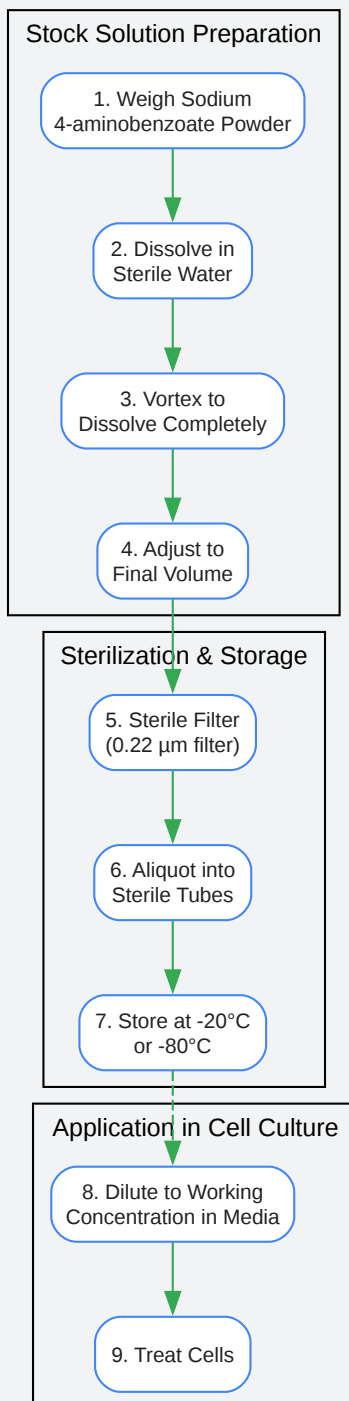 Stock Solution Preparation
1. Weigh Sodium
4-aminobenzoate Powder
2. Dissolve in
Sterile Water
3. Vortex to
Dissolve Completely
4. Adjust to
Final Volume
Sterilization & Storage
5. Sterile Filter
(0.22 µm filter)
6. Aliquot into
Sterile Tubes
7. Store at -20°C
or -80°C
Application in Cell Culture
8. Dilute to Working
Concentration in Media
9. Treat Cells